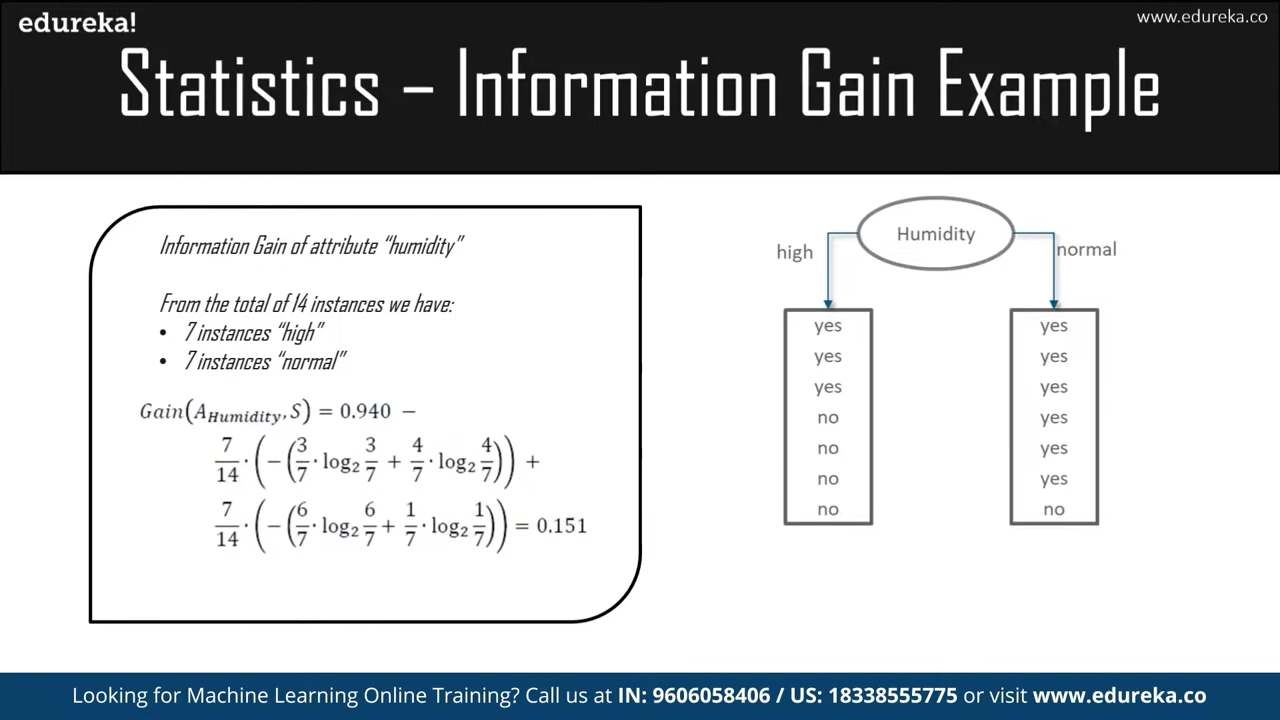 edureka!
www.edureka.co
Statistics – Information Gain Example
Information Gain of attribute “humidity”
From the total of 14 instances we have:
• 7 instances “high”
• 7 instances “normal”
Gain(A_Humidity, S) = 0.940 −
7/14 · (−(3/7 · log₂ 3/7 + 4/7 · log₂ 4/7)) +
7/14 · (−(6/7 · log₂ 6/7 + 1/7 · log₂ 1/7)) = 0.151
Humidity
high
normal
yes
yes
yes
no
no
no
no
yes
yes
yes
yes
yes
yes
no
Looking for Machine Learning Online Training? Call us at IN: 9606058406 / US: 18338555775 or visit www.edureka.co